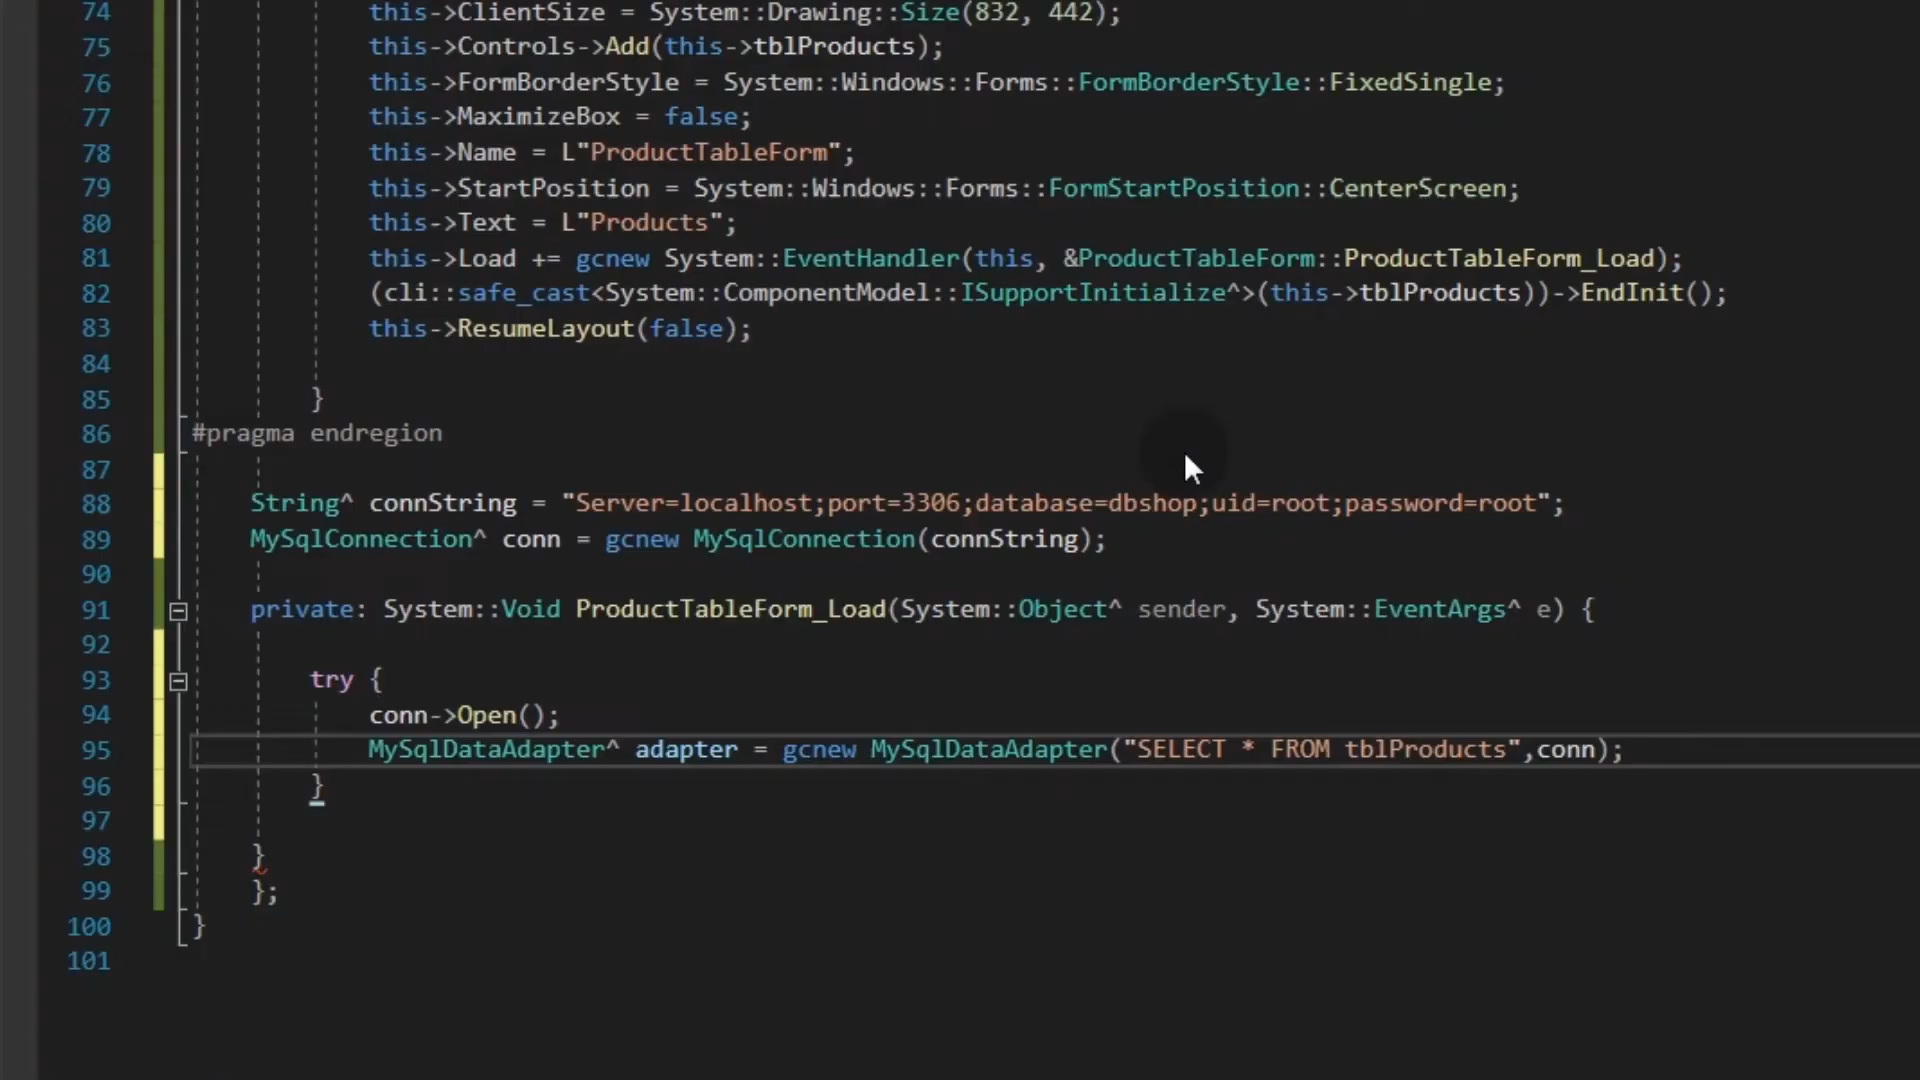 74 this->ClientSize = System::Drawing::Size(832, 442);
75 this->Controls->Add(this->tblProducts);
76 this->FormBorderStyle = System::Windows::Forms::FormBorderStyle::FixedSingle;
77 this->MaximizeBox = false;
78 this->Name = L"ProductTableForm";
79 this->StartPosition = System::Windows::Forms::FormStartPosition::CenterScreen;
80 this->Text = L"Products";
81 this->Load += gcnew System::EventHandler(this, &ProductTableForm::ProductTableForm_Load);
82 (cli::safe_cast<System::ComponentModel::ISupportInitialize^>(this->tblProducts))->EndInit();
83 this->ResumeLayout(false);
84
85 }
86 #pragma endregion
87
88 String^ connString = "Server=localhost;port=3306;database=dbshop;uid=root;password=root";
89 MySqlConnection^ conn = gcnew MySqlConnection(connString);
90
91 private: System::Void ProductTableForm_Load(System::Object^ sender, System::EventArgs^ e) {
92
93 try {
94 conn->Open();
95 MySqlDataAdapter^ adapter = gcnew MySqlDataAdapter("SELECT * FROM tblProducts",conn);
96 }
97
98 }
99 };
100 }
101